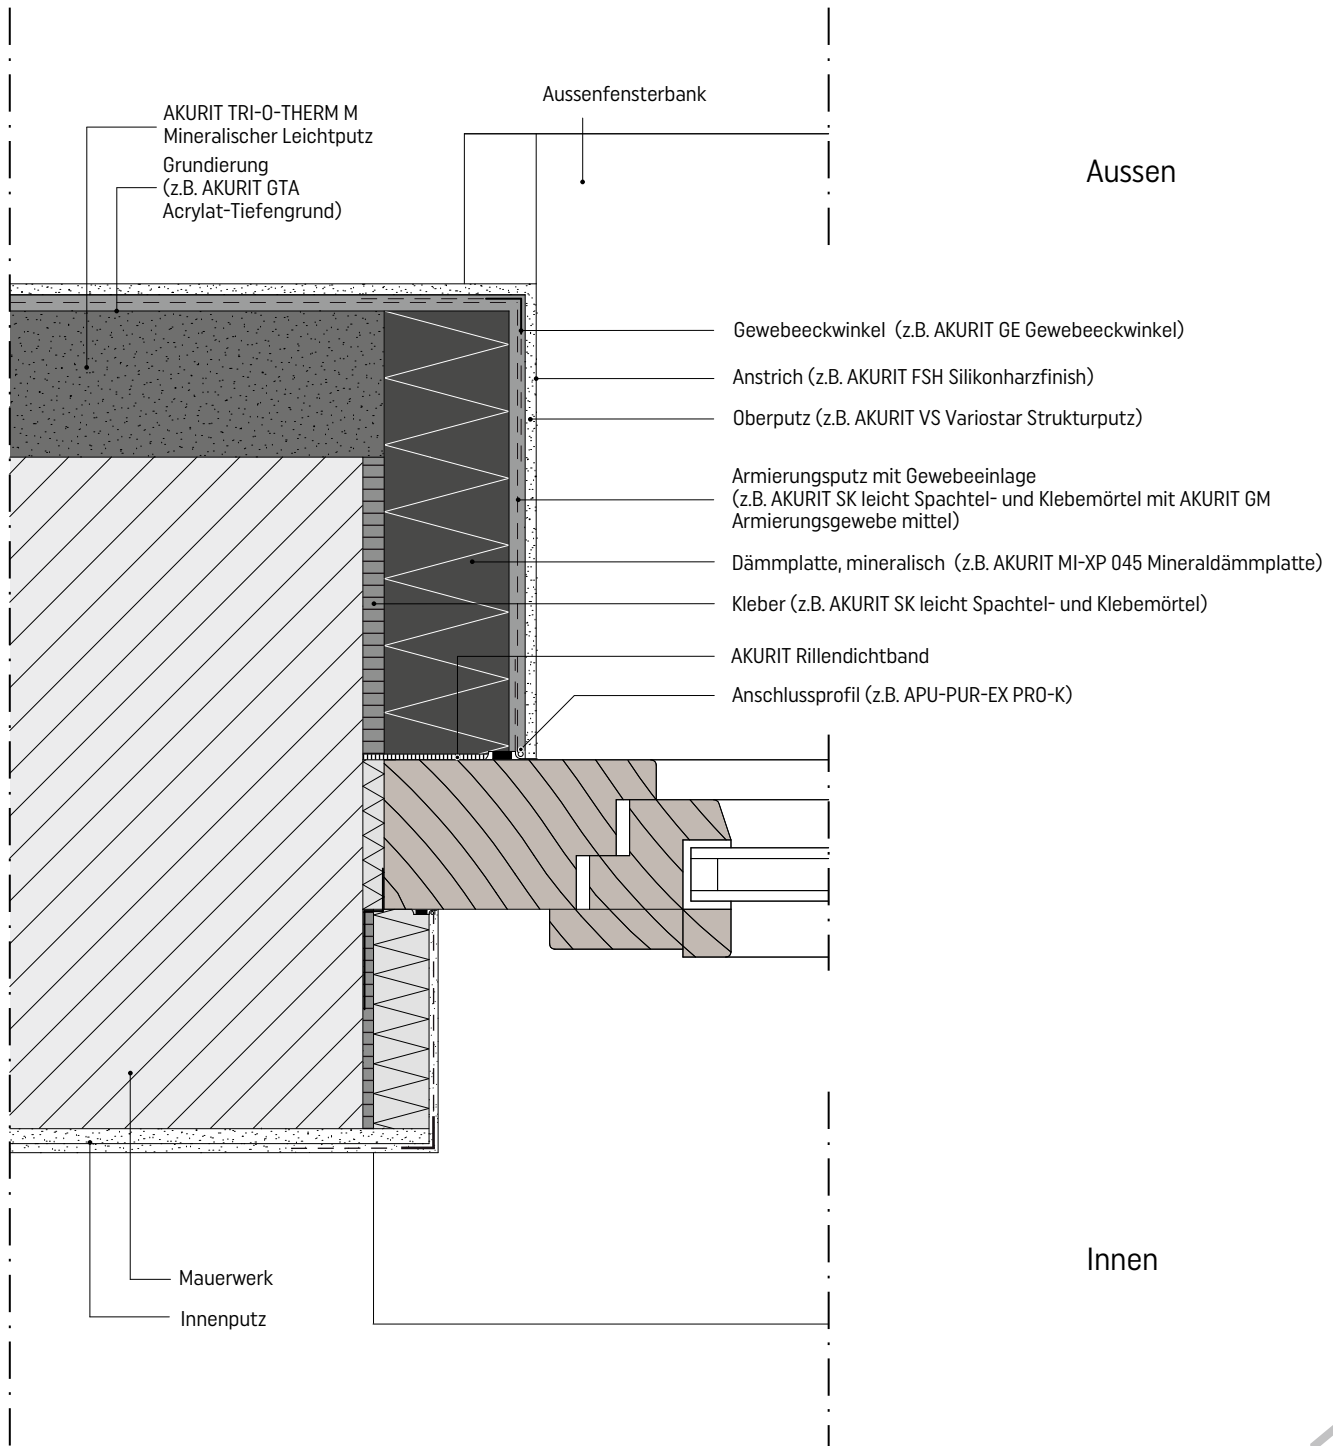 AKURIT TRI-O-THERM M
Mineralischer Leichtputz
Grundierung
(z.B. AKURIT GTA
Acrylat-Tiefengrund)
Aussenfensterbank
Aussen
Gewebeeckwinkel (z.B. AKURIT GE Gewebeeckwinkel)
Anstrich (z.B. AKURIT FSH Silikonharzfinish)
Oberputz (z.B. AKURIT VS Variostar Strukturputz)
Armierungsputz mit Gewebeeinlage
(z.B. AKURIT SK leicht Spachtel- und Klebemörtel mit AKURIT GM
Armierungsgewebe mittel)
Dämmplatte, mineralisch (z.B. AKURIT MI-XP 045 Mineraldämmplatte)
Kleber (z.B. AKURIT SK leicht Spachtel- und Klebemörtel)
AKURIT Rillendichtband
Anschlussprofil (z.B. APU-PUR-EX PRO-K)
Innen
Mauerwerk
Innenputz